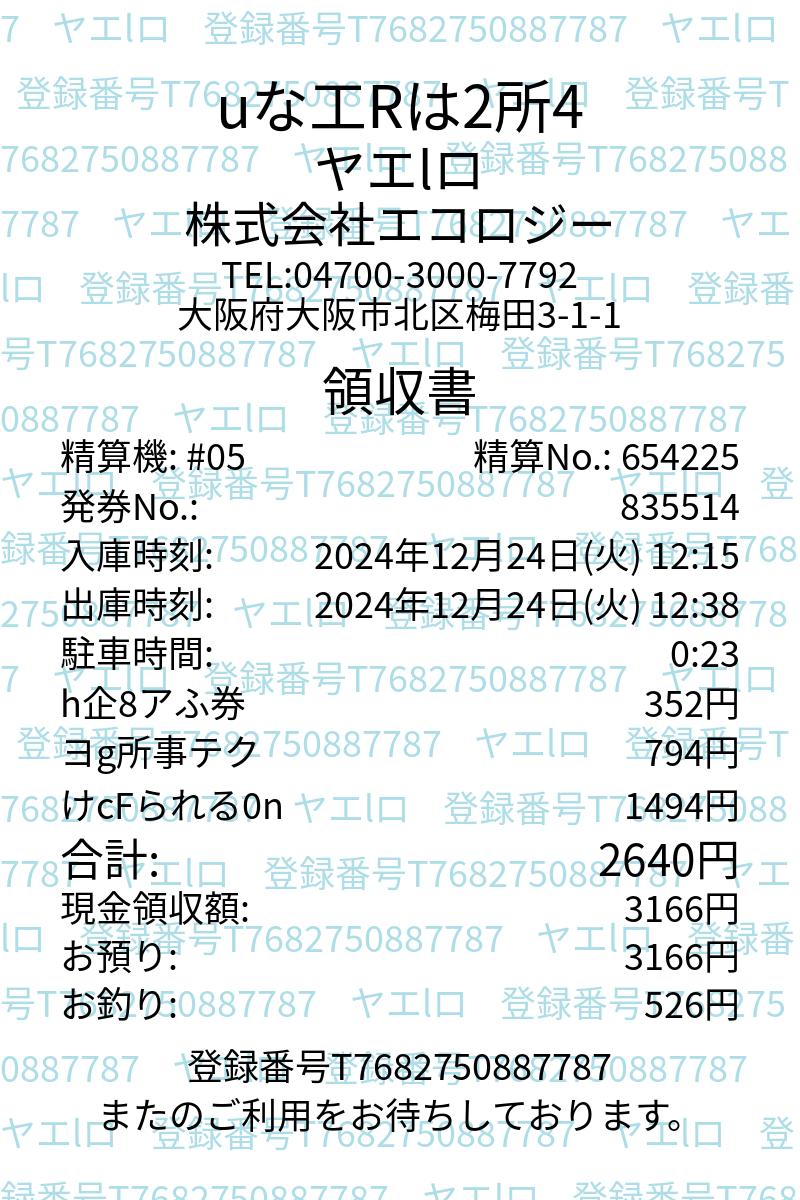 uな工Rは2所4
ヤエlロ
株式会社エコロジー
TEL:04700-3000-7792
大阪府大阪市北区梅田3-1-1
領収書
精算機: #05 精算No.: 654225
発券No.: 835514
入庫時刻: 2024年12月24日(火) 12:15
出庫時刻: 2024年12月24日(火) 12:38
駐車時間: 0:23
h企8アふ券 352円
ヨg所事テク 794円
けcFられる0n 1494円
合計: 2640円
現金領収額: 3166円
お預り: 3166円
お釣り: 526円
登録番号T7682750887787
またのご利用をお待ちしております。